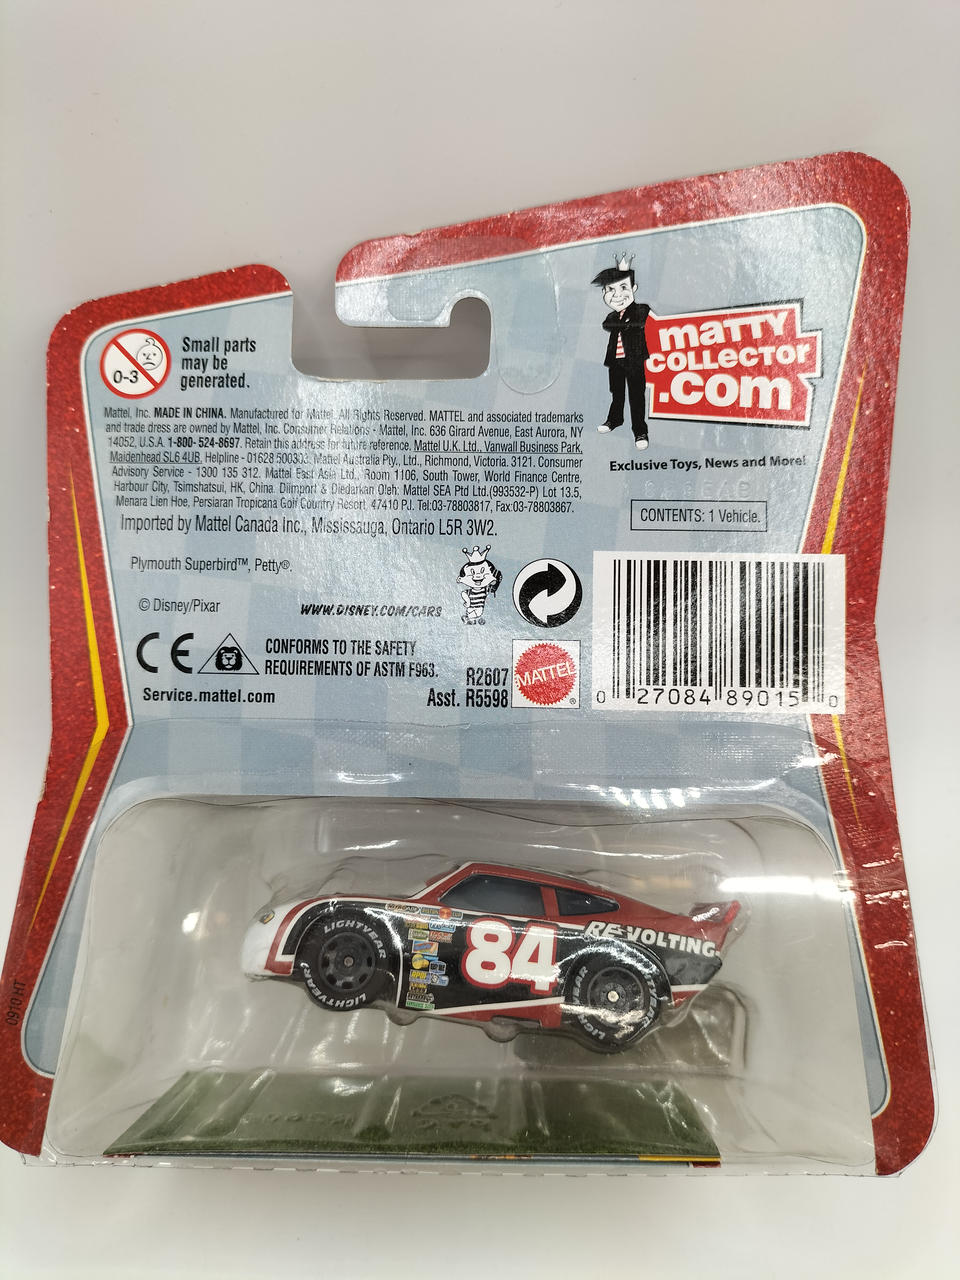 matty
collector
.com
Exclusive Toys, News and More!
0-3
Small parts
may be
generated.
Mattel, Inc. MADE IN CHINA. Manufactured for Mattel. All Rights Reserved. MATTEL and associated trademarks
and trade dress are owned by Mattel, Inc. Consumer Relations - Mattel, Inc. 636 Girard Avenue, East Aurora, NY
14052, U.S.A. 1-800-524-8697. Retain this address for future reference. Mattel U.K. Ltd., Vanwall Business Park,
Maidenhead SL6 4UB. Helpline - 01628 500303. Mattel Australia Pty., Ltd., Richmond, Victoria. 3121. Consumer
Advisory Service - 1300 135 312. Mattel East Asia Ltd., Room 1106, South Tower, World Finance Centre,
Harbour City, Tsimshatsui, HK, China. Diimport & Diedarkan Oleh: Mattel SEA Ptd Ltd.(993532-P) Lot 13.5,
Menara Lien Hoe, Persiaran Tropicana Golf Country Resort, 47410 PJ. Tel:03-78803817, Fax:03-78803867.
Imported by Mattel Canada Inc., Mississauga, Ontario L5R 3W2.
CONTENTS: 1 Vehicle.
Plymouth Superbird™, Petty®.
© Disney/Pixar
WWW.DISNEY.COM/CARS
CE
CONFORMS TO THE SAFETY
REQUIREMENTS OF ASTM F963.
Service.mattel.com
R2607
Asst. R5598
MATTEL
®
0 27084 89015 0
LIGHTYEAR
LIGHTYEAR
84
RE-VOLTING
LIGHTYEAR
LIGHTYEAR
RPM
060 HT